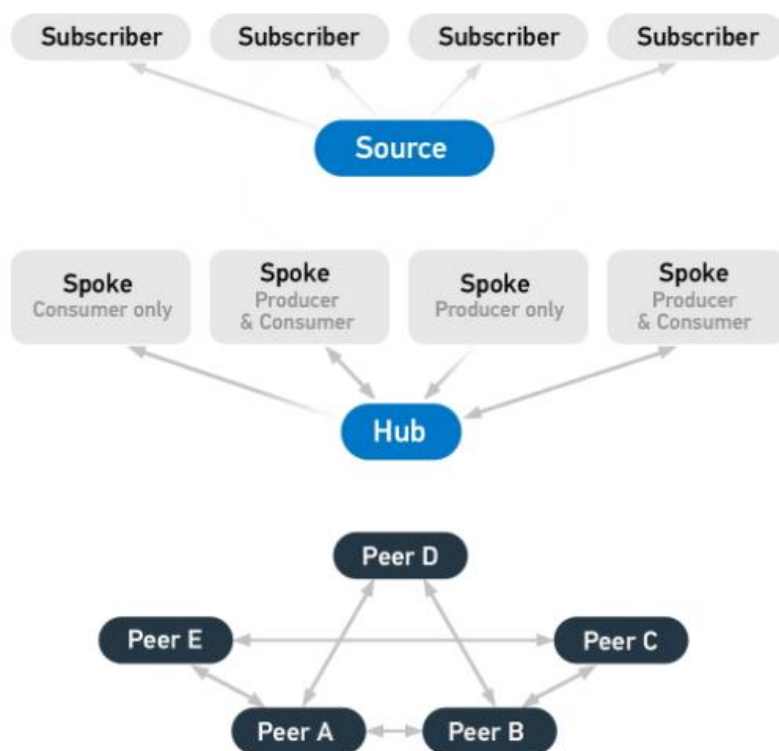 Subscriber
Subscriber
Subscriber
Subscriber
Source
Spoke
Consumer only
Spoke
Producer
& Consumer
Spoke
Producer only
Spoke
Producer
& Consumer
Hub
Peer D
Peer E
Peer C
Peer A
Peer B